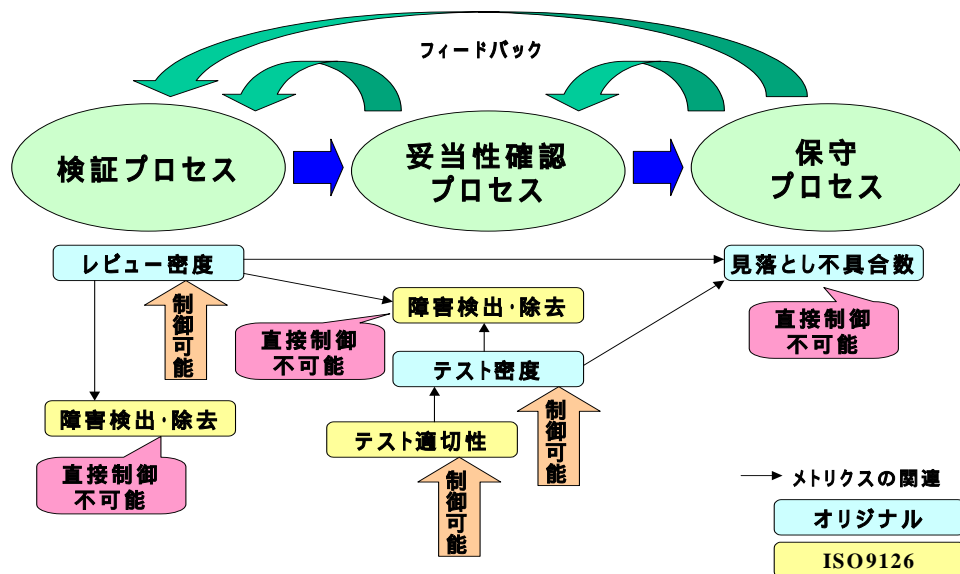 フィードバック
検証プロセス
妥当性確認
プロセス
保守
プロセス
レビュー密度
見落とし不具合数
制御可能
障害検出･除去
直接制御
不可能
直接制御
不可能
テスト密度
障害検出･除去
制御可能
テスト適切性
直接制御
不可能
制御可能
メトリクスの関連
オリジナル
ISO9126